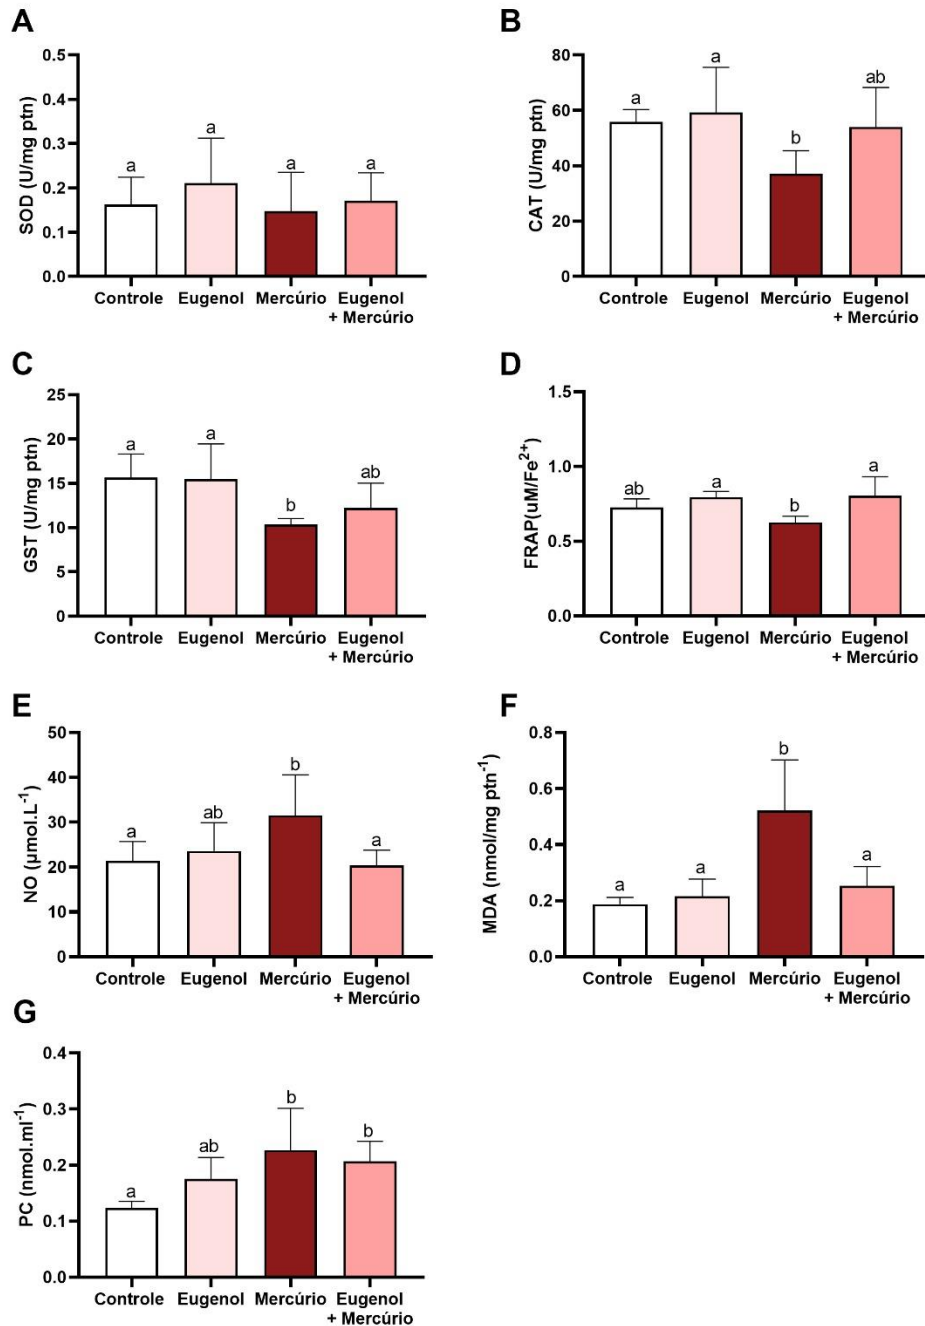 A
SOD (U/mg ptn)
0.5
0.4
0.3
0.2
0.1
0.0
a
a
a
a
Controle
Eugenol
Mercúrio
Eugenol
+ Mercúrio
B
CAT (U/mg ptn)
80
60
40
20
0
a
a
b
ab
Controle
Eugenol
Mercúrio
Eugenol
+ Mercúrio
C
GST (U/mg ptn)
25
20
15
10
5
0
a
a
b
ab
Controle
Eugenol
Mercúrio
Eugenol
+ Mercúrio
D
FRAP(uM/Fe²⁺)
1.5
1.0
0.5
0.0
ab
a
b
a
Controle
Eugenol
Mercúrio
Eugenol
+ Mercúrio
E
NO (µmol.L⁻¹)
50
40
30
20
10
0
a
ab
b
a
Controle
Eugenol
Mercúrio
Eugenol
+ Mercúrio
F
MDA (nmol/mg ptn⁻¹)
0.8
0.6
0.4
0.2
0.0
a
a
b
a
Controle
Eugenol
Mercúrio
Eugenol
+ Mercúrio
G
PC (nmol.ml⁻¹)
0.4
0.3
0.2
0.1
0.0
a
ab
b
b
Controle
Eugenol
Mercúrio
Eugenol
+ Mercúrio